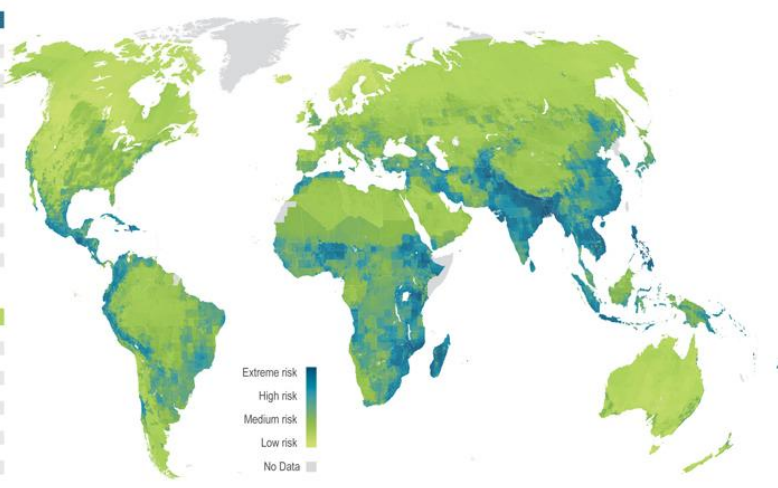 Extreme risk
High risk
Medium risk
Low risk
No Data